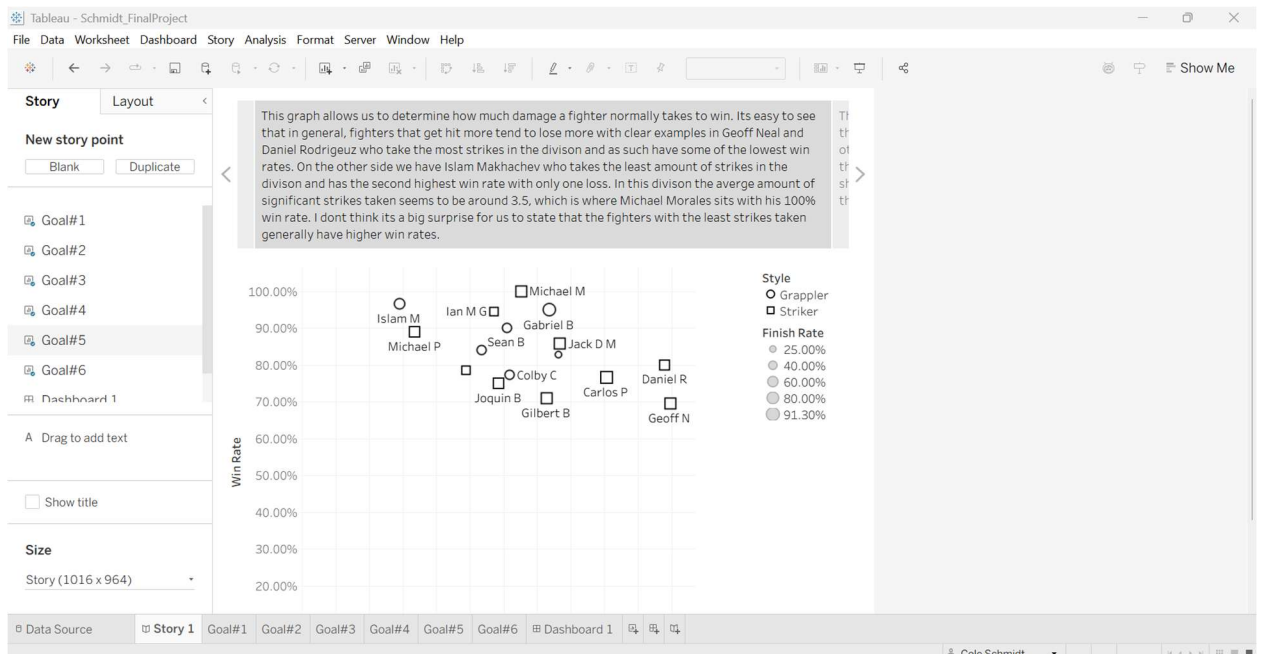 Tableau - Schmidt_FinalProject
File Data Worksheet Dashboard Story Analysis Format Server Window Help
Show Me
Story Layout
New story point
Blank Duplicate
Goal#1
Goal#2
Goal#3
Goal#4
Goal#5
Goal#6
Dashboard 1
A Drag to add text
Show title
Size
Story (1016 x 964)
This graph allows us to determine how much damage a fighter normally takes to win. Its easy to see
that in general, fighters that get hit more tend to lose more with clear examples in Geoff Neal and
Daniel Rodrigeuz who take the most strikes in the divison and as such have some of the lowest win
rates. On the other side we have Islam Makhachev who takes the least amount of strikes in the
divison and has the second highest win rate with only one loss. In this divison the averge amount of
significant strikes taken seems to be around 3.5, which is where Michael Morales sits with his 100%
win rate. I dont think its a big surprise for us to state that the fighters with the least strikes taken
generally have higher win rates.
Win Rate
100.00%
90.00%
80.00%
70.00%
60.00%
50.00%
40.00%
30.00%
20.00%
Michael M
Islam M
Ian M G
Gabriel B
Michael P
Sean B
Jack D M
Colby C
Daniel R
Joquin B
Carlos P
Gilbert B
Geoff N
Style
Grappler
Striker
Finish Rate
25.00%
40.00%
60.00%
80.00%
91.30%
Data Source Story 1 Goal#1 Goal#2 Goal#3 Goal#4 Goal#5 Goal#6 Dashboard 1
Cole Schmidt